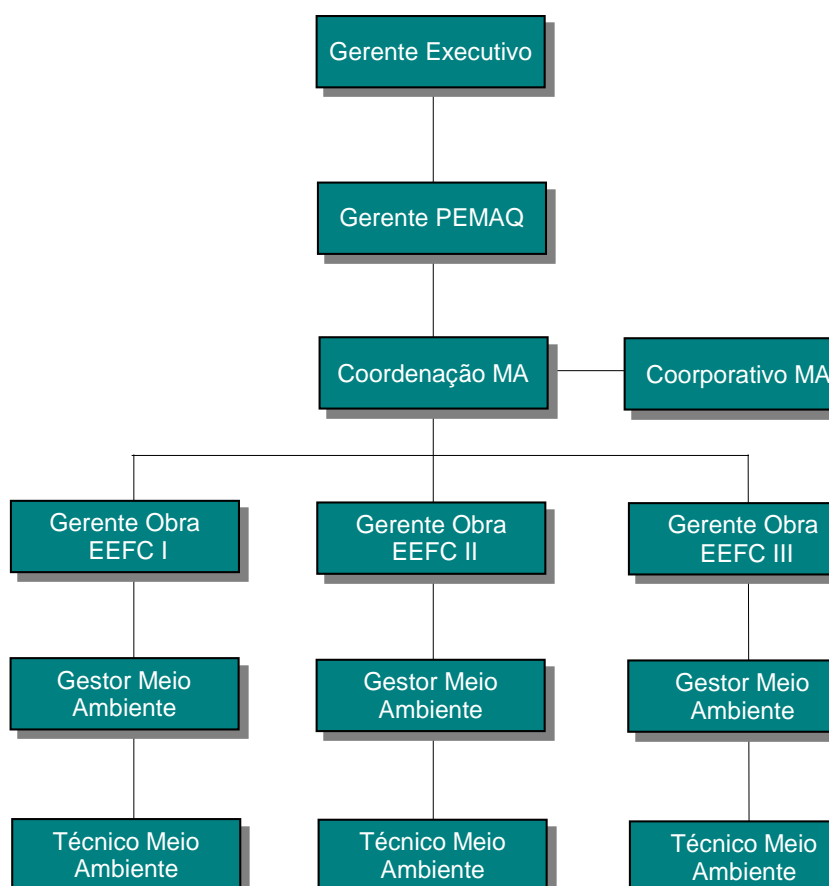 Gerente Executivo
Gerente PEMAQ
Coordenação MA
Coorporativo MA
Gerente Obra
EEFC I
Gerente Obra
EEFC II
Gerente Obra
EEFC III
Gestor Meio
Ambiente
Gestor Meio
Ambiente
Gestor Meio
Ambiente
Técnico Meio
Ambiente
Técnico Meio
Ambiente
Técnico Meio
Ambiente